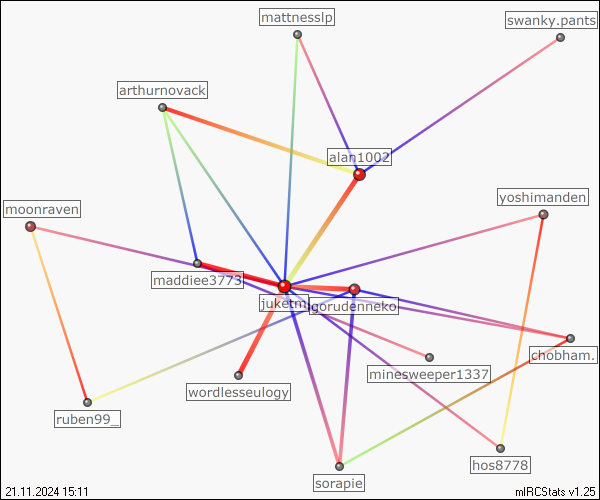 mattnesslp
swanky.pants
arthurnovack
alan1002
yoshimanden
moonraven
maddiee3773
juketm
gorudenneko
chobham.
minesweeper1337
wordlesseulogy
ruben99_
hos8778
sorapie
21.11.2024 15:11
mIRCStats v1.25